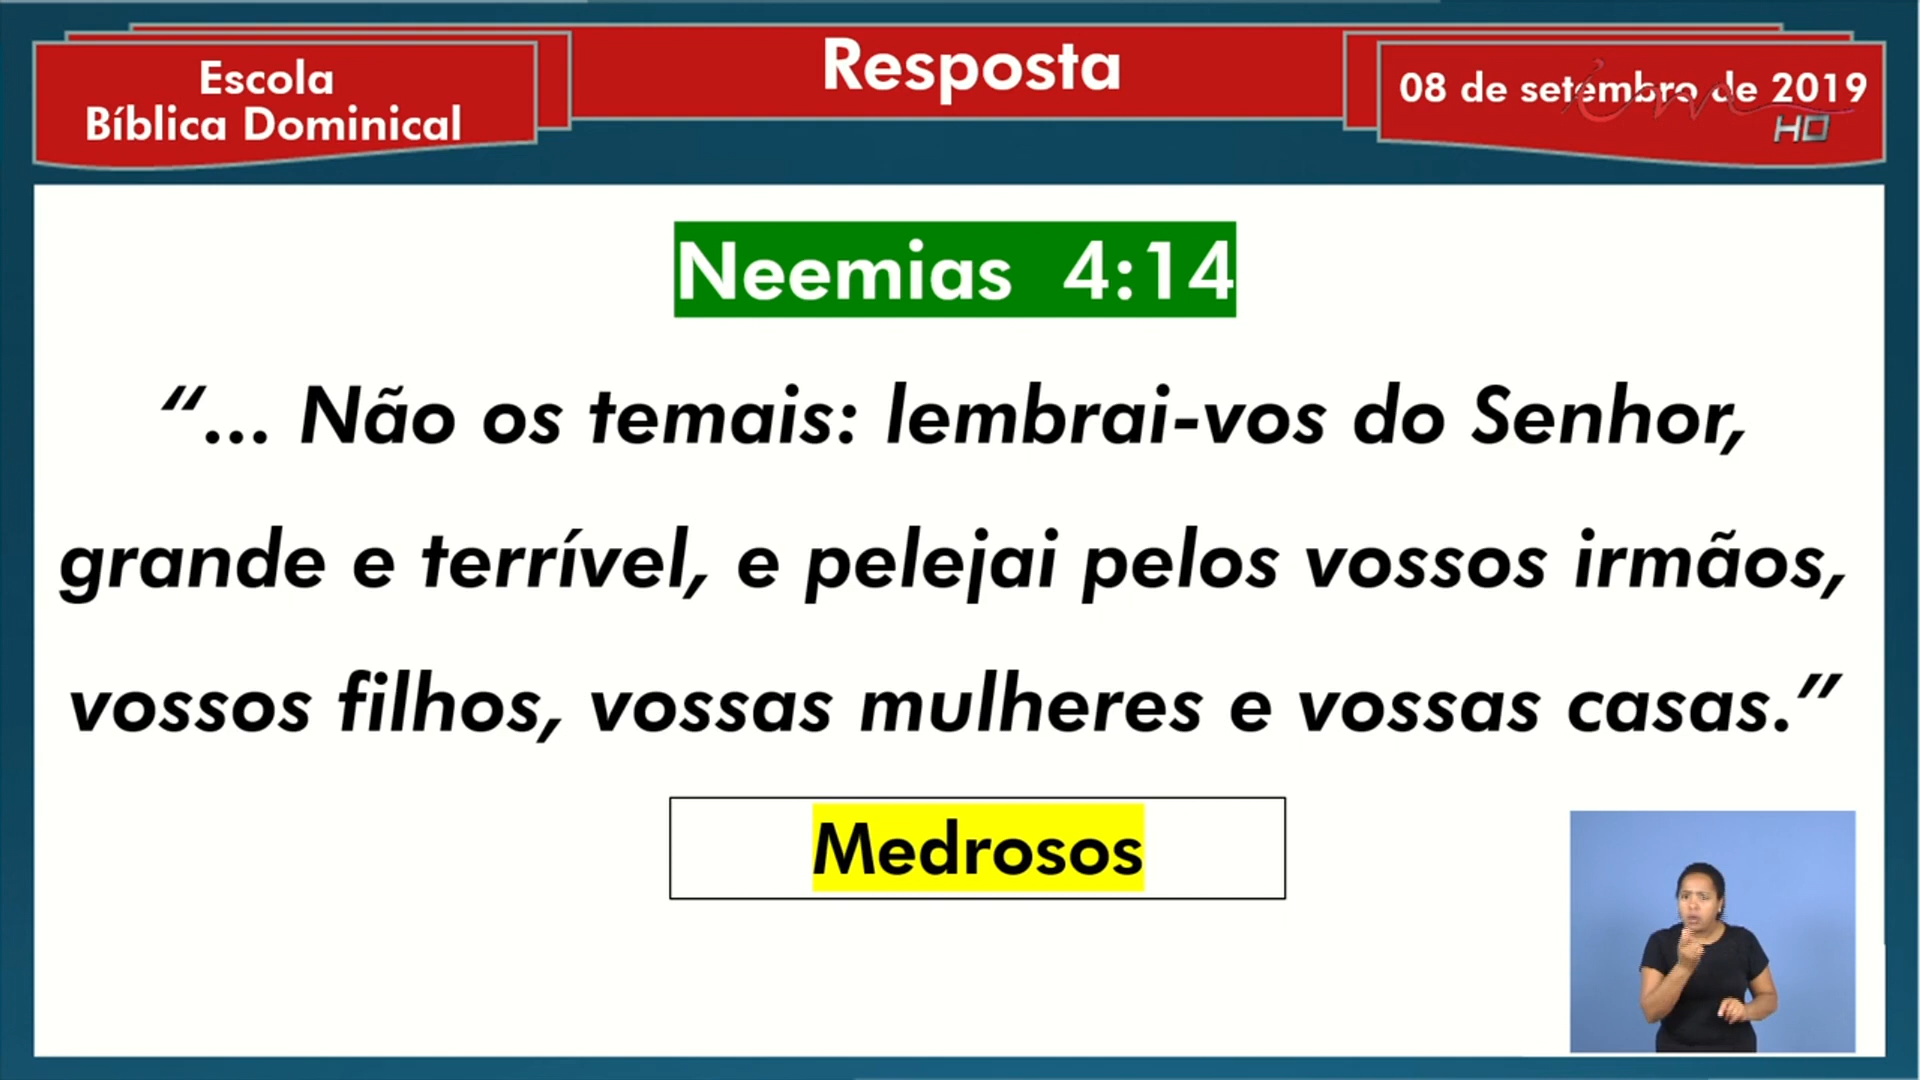 Escola
Bíblica Dominical
Resposta
08 de setembro de 2019
HD
Neemias 4:14
“... Não os temais: lembrai-vos do Senhor,
grande e terrível, e pelejai pelos vossos irmãos,
vossos filhos, vossas mulheres e vossas casas.”
Medrosos